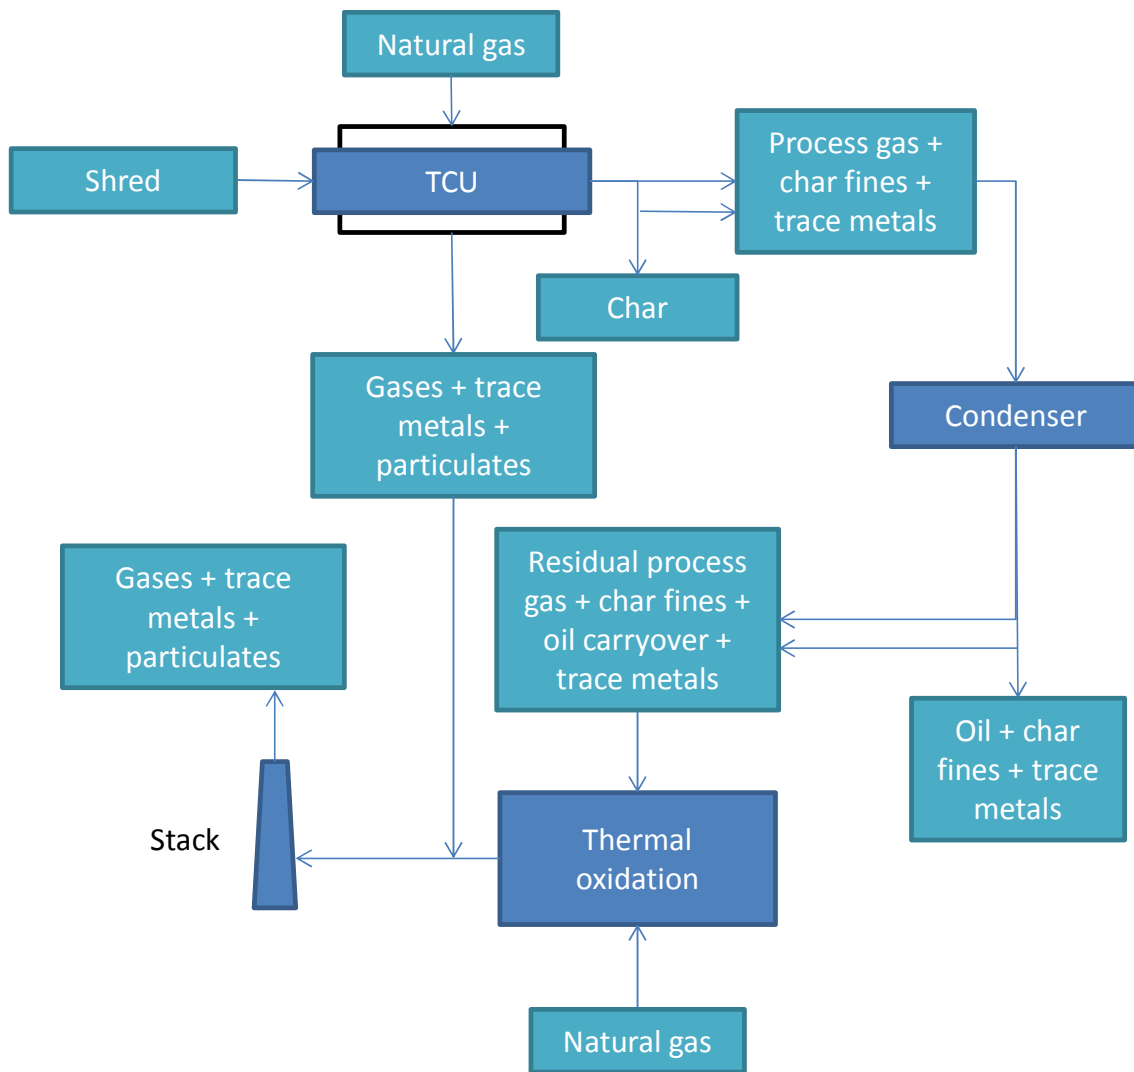 Natural gas
Shred
TCU
Process gas +
char fines +
trace metals
Char
Gases + trace
metals +
particulates
Condenser
Gases + trace
metals +
particulates
Residual process
gas + char fines +
oil carryover +
trace metals
Oil + char
fines + trace
metals
Stack
Thermal
oxidation
Natural gas